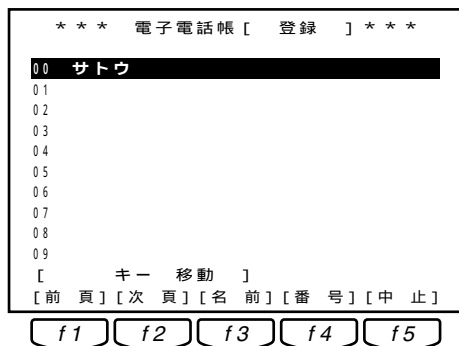 ＊＊＊ 電子電話帳［ 登録 ］＊＊＊
00 サトウ
01
02
03
04
05
06
07
08
09
［ キー 移動 ］
［前 頁］［次 頁］［名 前］［番 号］［中 止］
f1 f2 f3 f4 f5